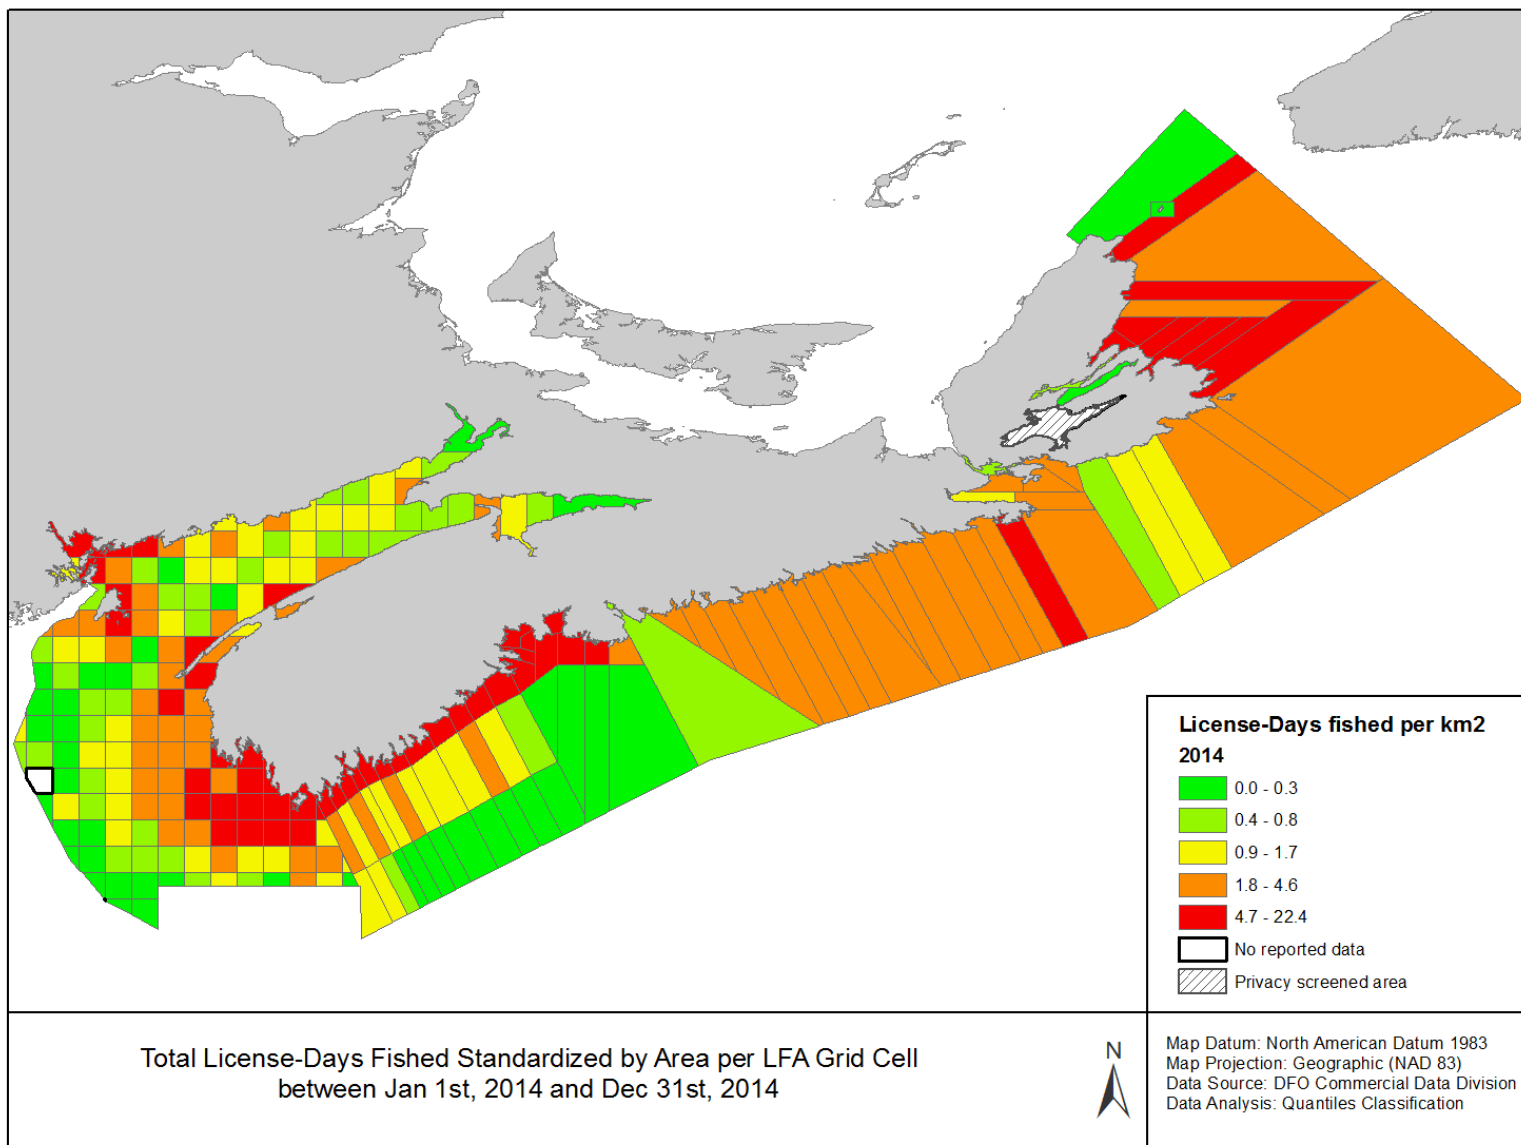 License-Days fished per km2
2014
0.0 - 0.3
0.4 - 0.8
0.9 - 1.7
1.8 - 4.6
4.7 - 22.4
No reported data
Privacy screened area
Total License-Days Fished Standardized by Area per LFA Grid Cell
between Jan 1st, 2014 and Dec 31st, 2014
N
Map Datum: North American Datum 1983
Map Projection: Geographic (NAD 83)
Data Source: DFO Commercial Data Division
Data Analysis: Quantiles Classification